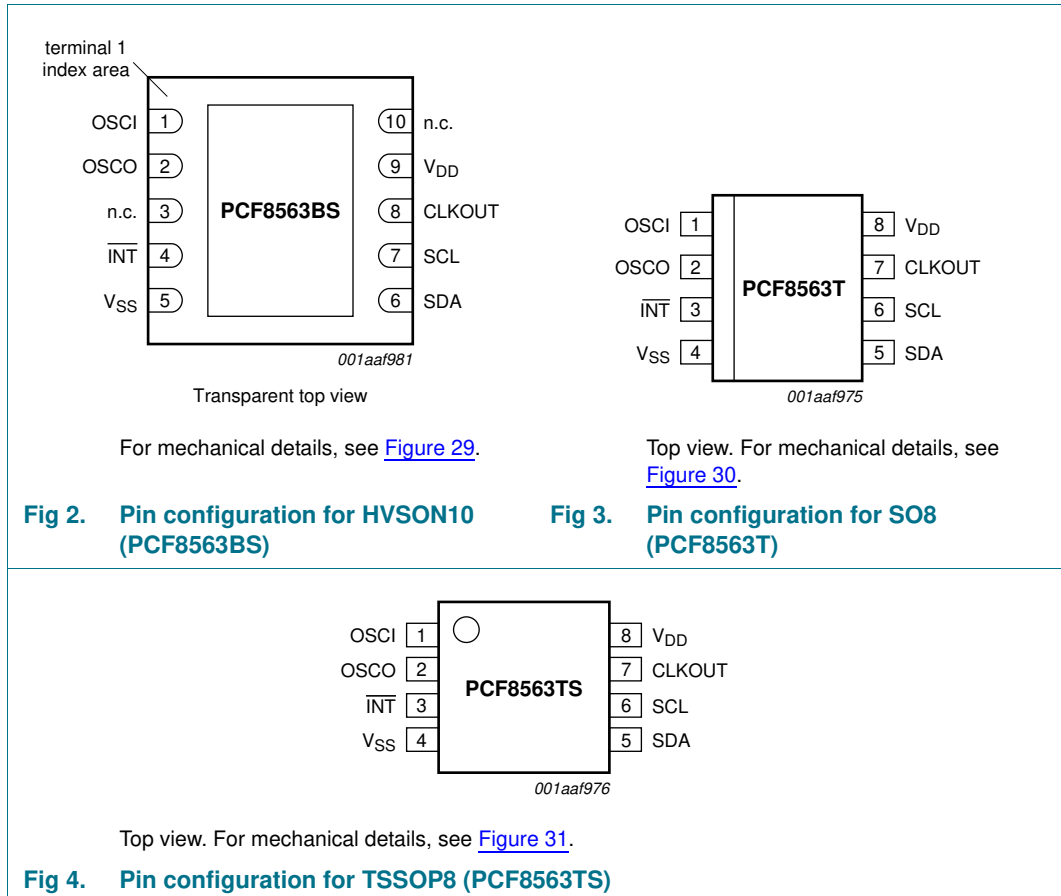 terminal 1
index area
OSCI 1
OSCO 2
n.c. 3
INT 4
VSS 5
PCF8563BS
10 n.c.
9 VDD
8 CLKOUT
7 SCL
6 SDA
001aaf981
Transparent top view
For mechanical details, see Figure 29.
Fig 2. Pin configuration for HVSON10
(PCF8563BS)
OSCI 1
OSCO 2
INT 3
VSS 4
PCF8563T
8 VDD
7 CLKOUT
6 SCL
5 SDA
001aaf975
Top view. For mechanical details, see
Figure 30.
Fig 3. Pin configuration for SO8
(PCF8563T)
OSCI 1
OSCO 2
INT 3
VSS 4
PCF8563TS
8 VDD
7 CLKOUT
6 SCL
5 SDA
001aaf976
Top view. For mechanical details, see Figure 31.
Fig 4. Pin configuration for TSSOP8 (PCF8563TS)